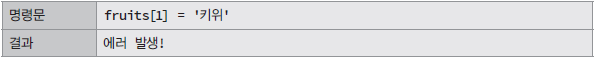 명령문 fruits[1] = '키위'
결과 에러 발생!